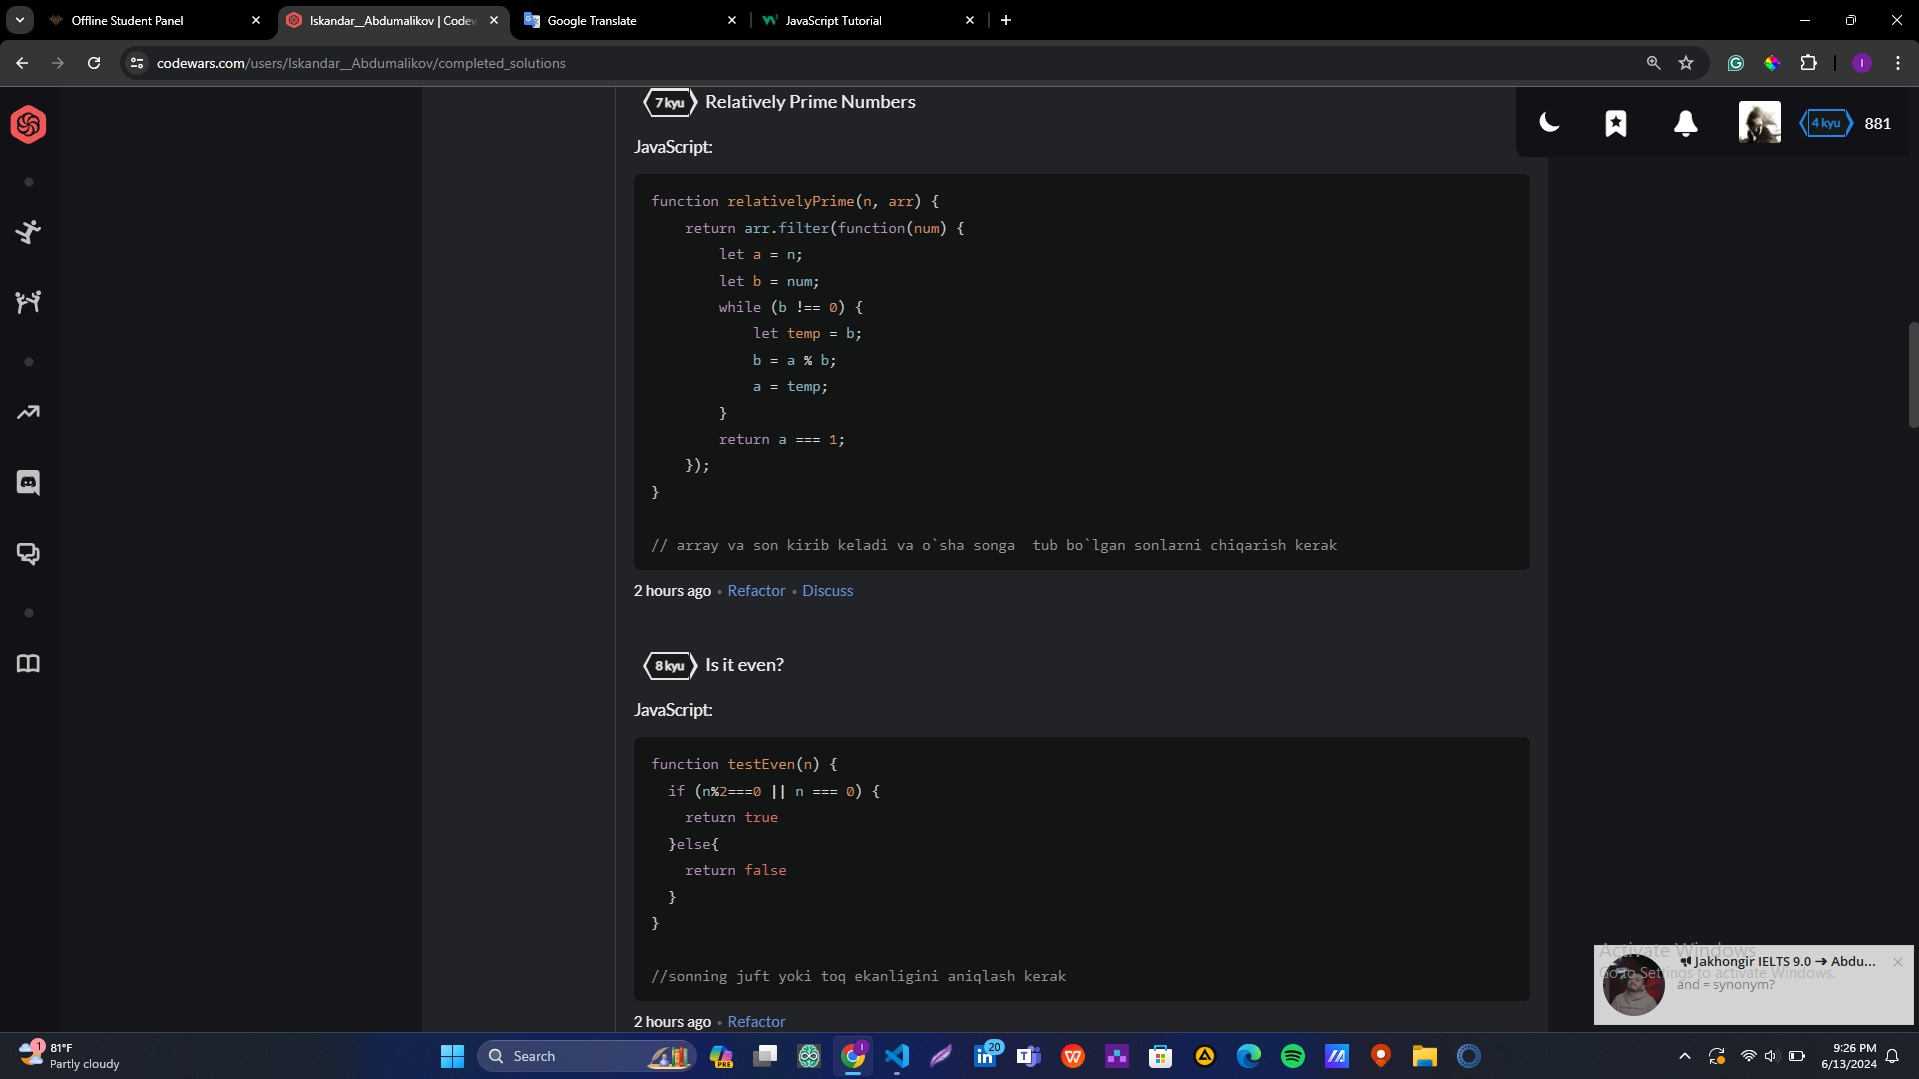 Offline Student Panel
Iskandar__Abdumalikov | Codew
Google Translate
JavaScript Tutorial
codewars.com/users/Iskandar__Abdumalikov/completed_solutions
I
7 kyu Relatively Prime Numbers
4 kyu 881
JavaScript:
function relativelyPrime(n, arr) {
    return arr.filter(function(num) {
        let a = n;
        let b = num;
        while (b !== 0) {
            let temp = b;
            b = a % b;
            a = temp;
        }
        return a === 1;
    });
}
// array va son kirib keladi va o`sha songa  tub bo`lgan sonlarni chiqarish kerak
2 hours ago • Refactor • Discuss
8 kyu Is it even?
JavaScript:
function testEven(n) {
  if (n%2===0 || n === 0) {
    return true
  }else{
    return false
  }
}
//sonning juft yoki toq ekanligini aniqlash kerak
2 hours ago • Refactor
Activate Windows
Go to Settings to activate Windows.
Jakhongir IELTS 9.0 ➜ Abdu...
and = synonym?
1
81°F
Partly cloudy
Search
PRE
20
9:26 PM
6/13/2024